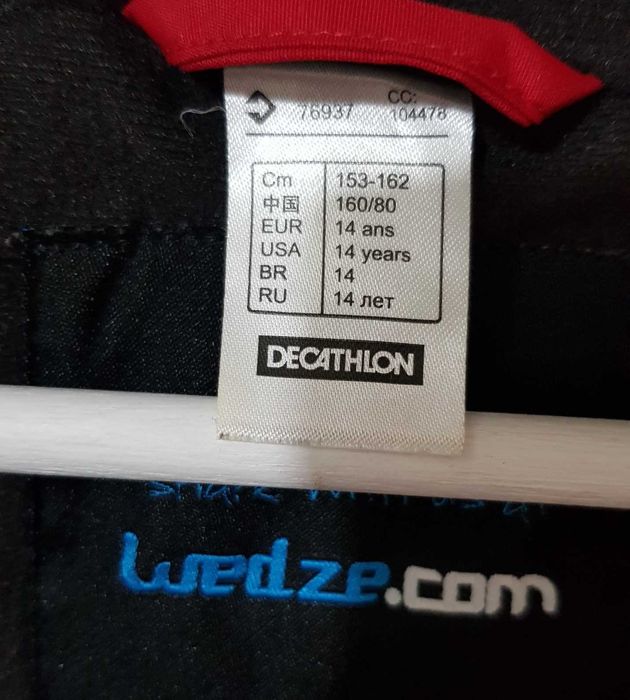 76937
CC:
104478
Cm 153-162
中国 160/80
EUR 14 ans
USA 14 years
BR 14
RU 14 лет
DECATHLON
wedze.com